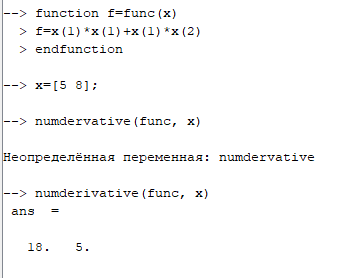 --> function f=func(x)
  > f=x(1)*x(1)+x(1)*x(2)
  > endfunction
--> x=[5 8];
--> numdervative(func, x)
Неопределённая переменная: numdervative
--> numderivative(func, x)
 ans  =
   18.   5.